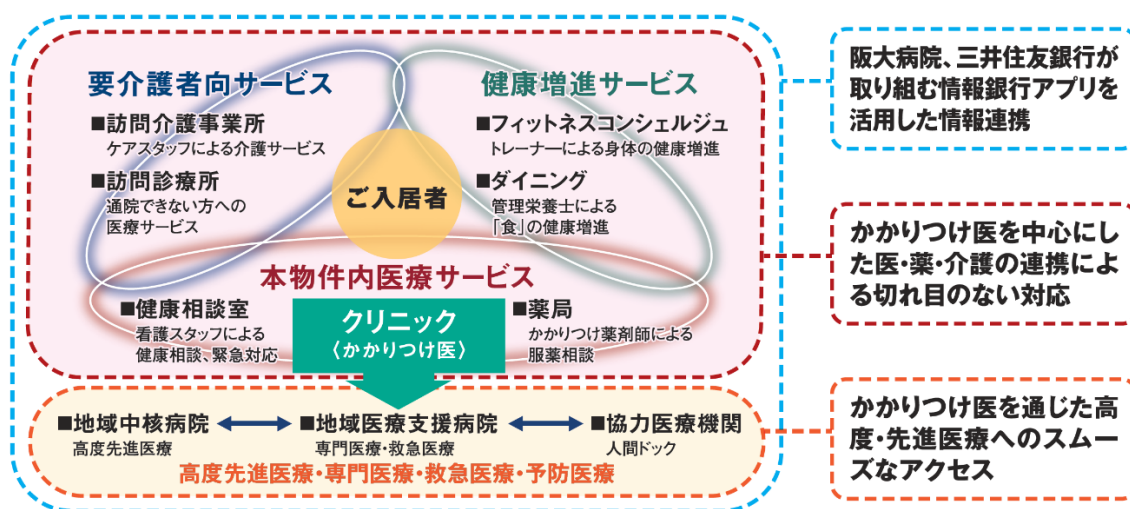 要介護者向サービス
■訪問介護事業所
ケアスタッフによる介護サービス
■訪問診療所
通院できない方への
医療サービス
健康増進サービス
■フィットネスコンシェルジュ
トレーナーによる身体の健康増進
■ダイニング
管理栄養士による
「食」の健康増進
ご入居者
本物件内医療サービス
■健康相談室
看護スタッフによる
健康相談、緊急対応
クリニック
〈かかりつけ医〉
■薬局
かかりつけ薬剤師による
服薬相談
■地域中核病院
高度先進医療
■地域医療支援病院
専門医療・救急医療
■協力医療機関
人間ドック
高度先進医療・専門医療・救急医療・予防医療
阪大病院、三井住友銀行が
取り組む情報銀行アプリを
活用した情報連携
かかりつけ医を中心にし
た医・薬・介護の連携によ
る切れ目のない対応
かかりつけ医を通じた高
度・先進医療へのスムー
ズなアクセス